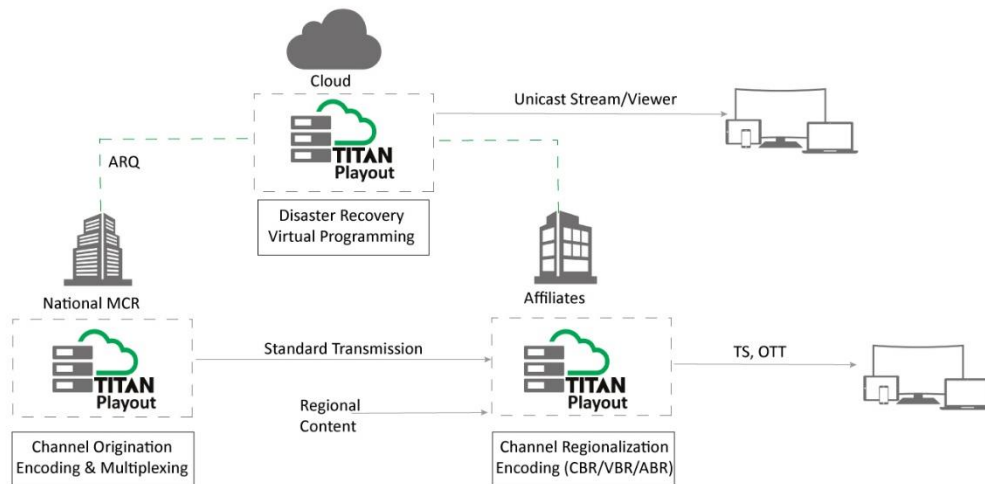 Cloud
TITAN
Playout
Unicast Stream/Viewer
ARQ
Disaster Recovery
Virtual Programming
National MCR
Affiliates
TITAN
Playout
Standard Transmission
TITAN
Playout
TS, OTT
Regional
Content
Channel Origination
Encoding & Multiplexing
Channel Regionalization
Encoding (CBR/VBR/ABR)